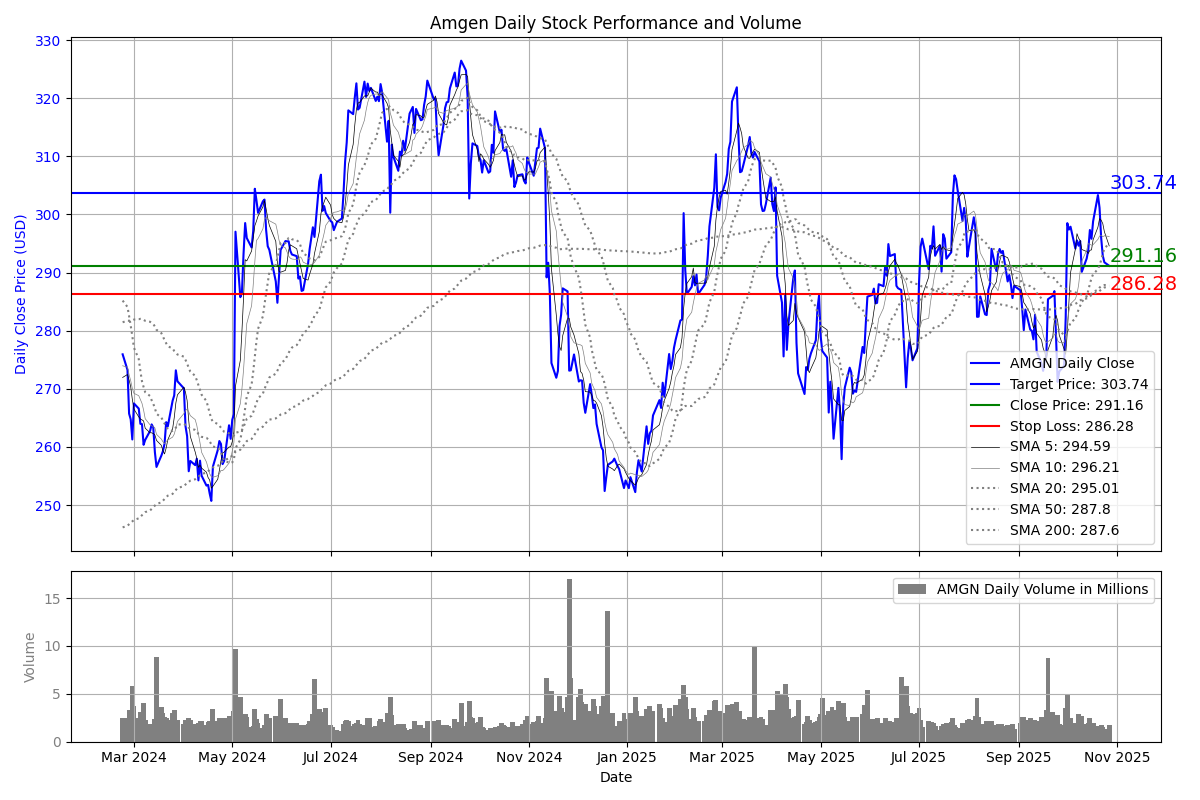 Amgen Daily Stock Performance and Volume
330
320
310
300
290
280
270
260
250
Daily Close Price (USD)
303.74
291.16
286.28
AMGN Daily Close
Target Price: 303.74
Close Price: 291.16
Stop Loss: 286.28
SMA 5: 294.59
SMA 10: 296.21
SMA 20: 295.01
SMA 50: 287.8
SMA 200: 287.6
AMGN Daily Volume in Millions
15
10
5
0
Volume
Mar 2024 May 2024 Jul 2024 Sep 2024 Nov 2024 Jan 2025 Mar 2025 May 2025 Jul 2025 Sep 2025 Nov 2025
Date